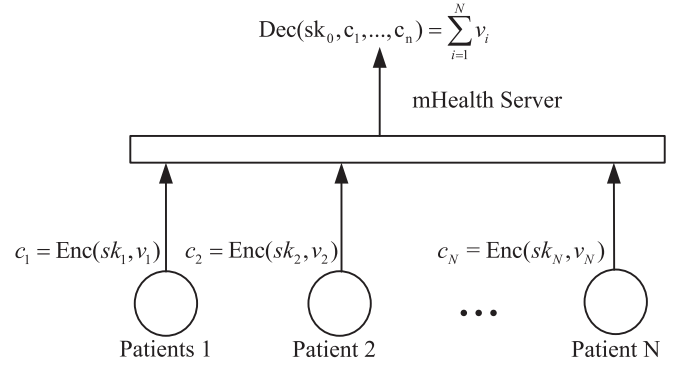 Dec(sk₀,c₁,...,cₙ) = ∑ᵢ₌₁ᴺ vᵢ
mHealth Server
c₁ = Enc(sk₁,v₁) c₂ = Enc(sk₂,v₂) c_N = Enc(sk_N,v_N)
...
Patients 1 Patient 2 Patient N